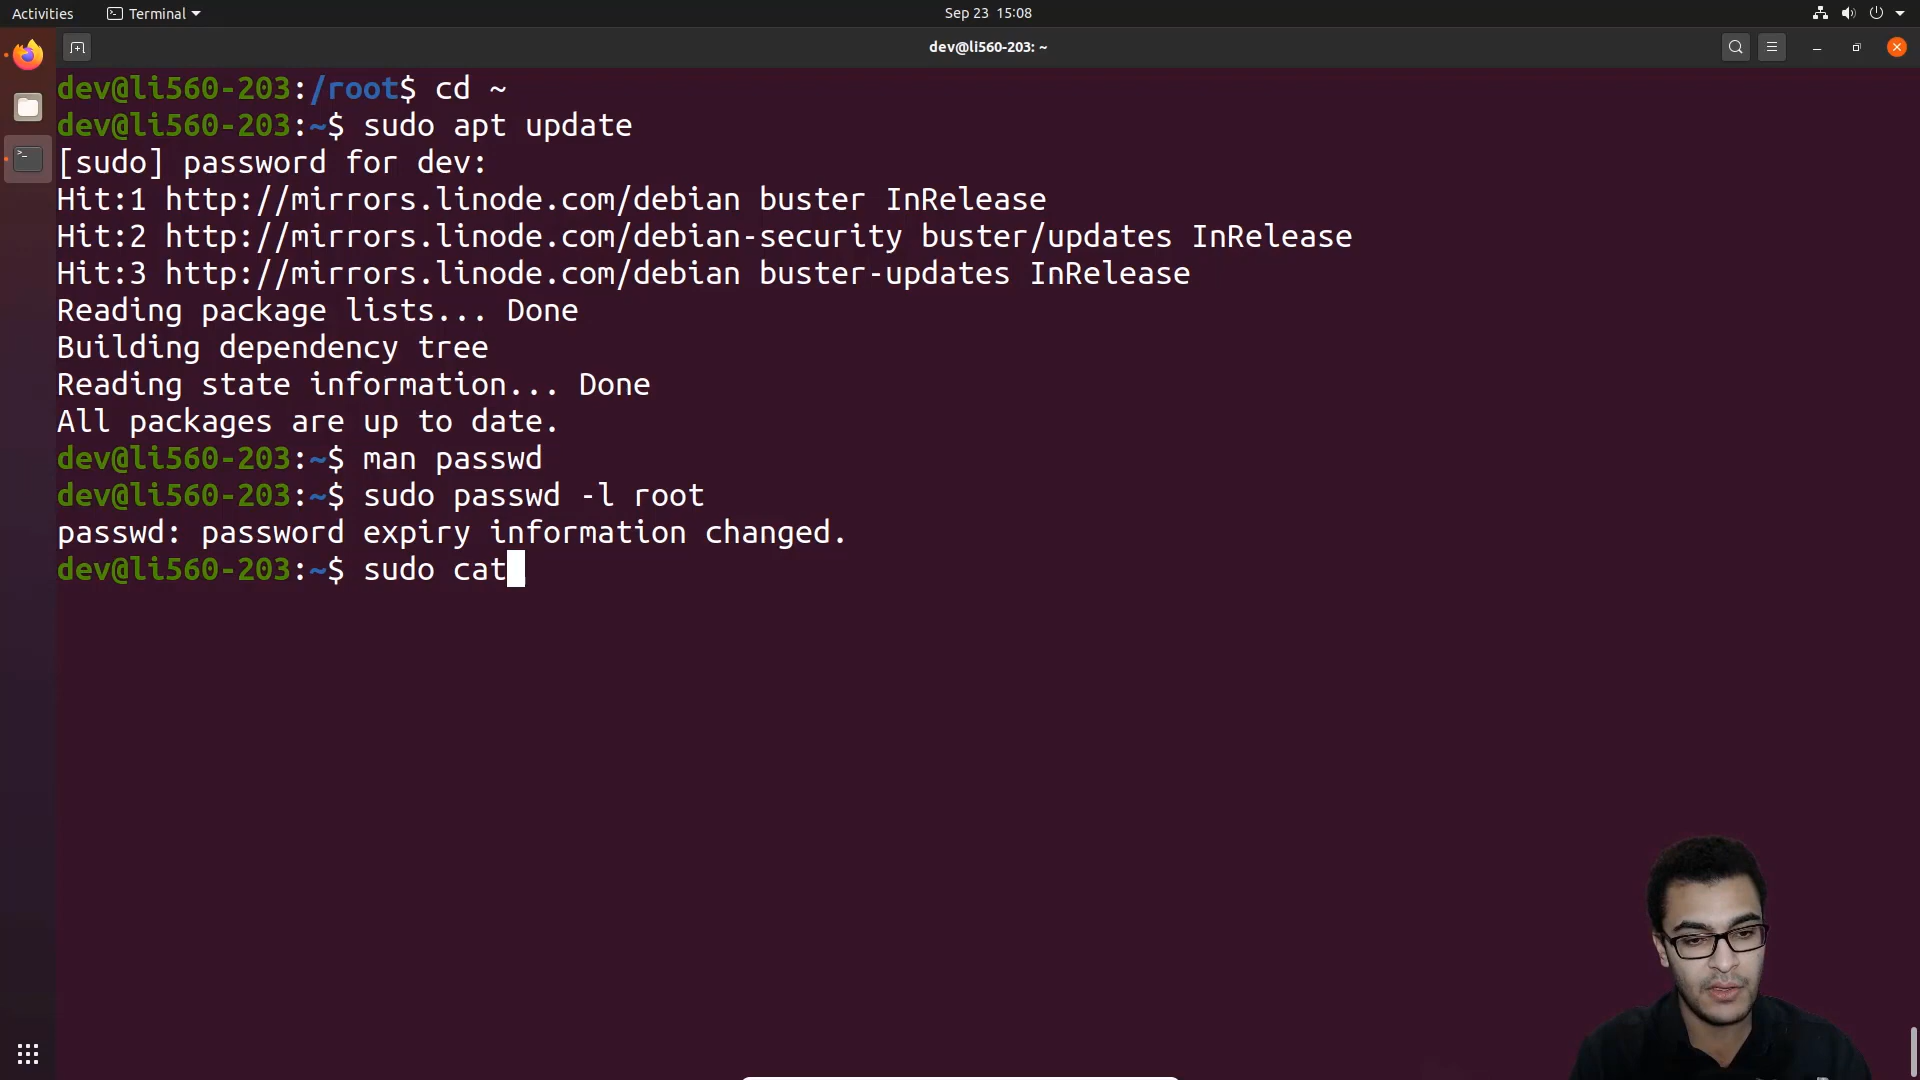 Activities
Terminal
Sep 23 15:08
dev@li560-203: ~
dev@li560-203:/root$ cd ~
dev@li560-203:~$ sudo apt update
[sudo] password for dev:
Hit:1 http://mirrors.linode.com/debian buster InRelease
Hit:2 http://mirrors.linode.com/debian-security buster/updates InRelease
Hit:3 http://mirrors.linode.com/debian buster-updates InRelease
Reading package lists... Done
Building dependency tree
Reading state information... Done
All packages are up to date.
dev@li560-203:~$ man passwd
dev@li560-203:~$ sudo passwd -l root
passwd: password expiry information changed.
dev@li560-203:~$ sudo cat